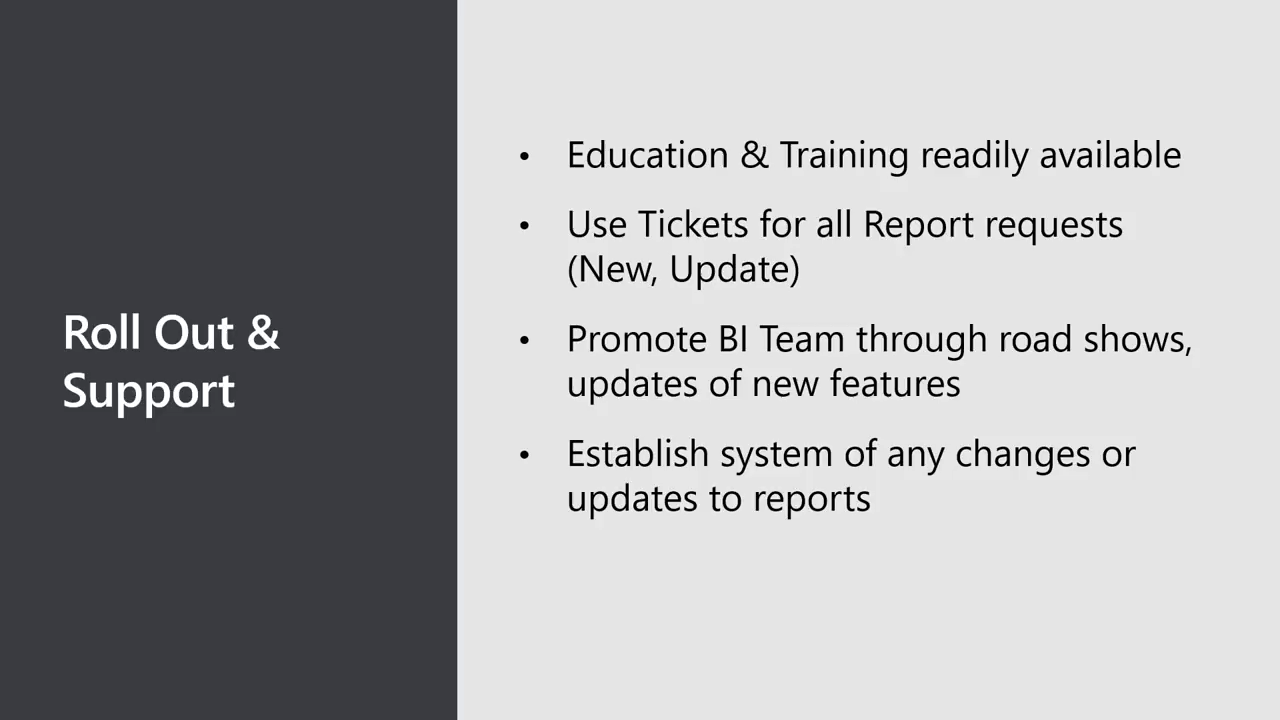 Roll Out &
Support
• Education & Training readily available
• Use Tickets for all Report requests
(New, Update)
• Promote BI Team through road shows,
updates of new features
• Establish system of any changes or
updates to reports